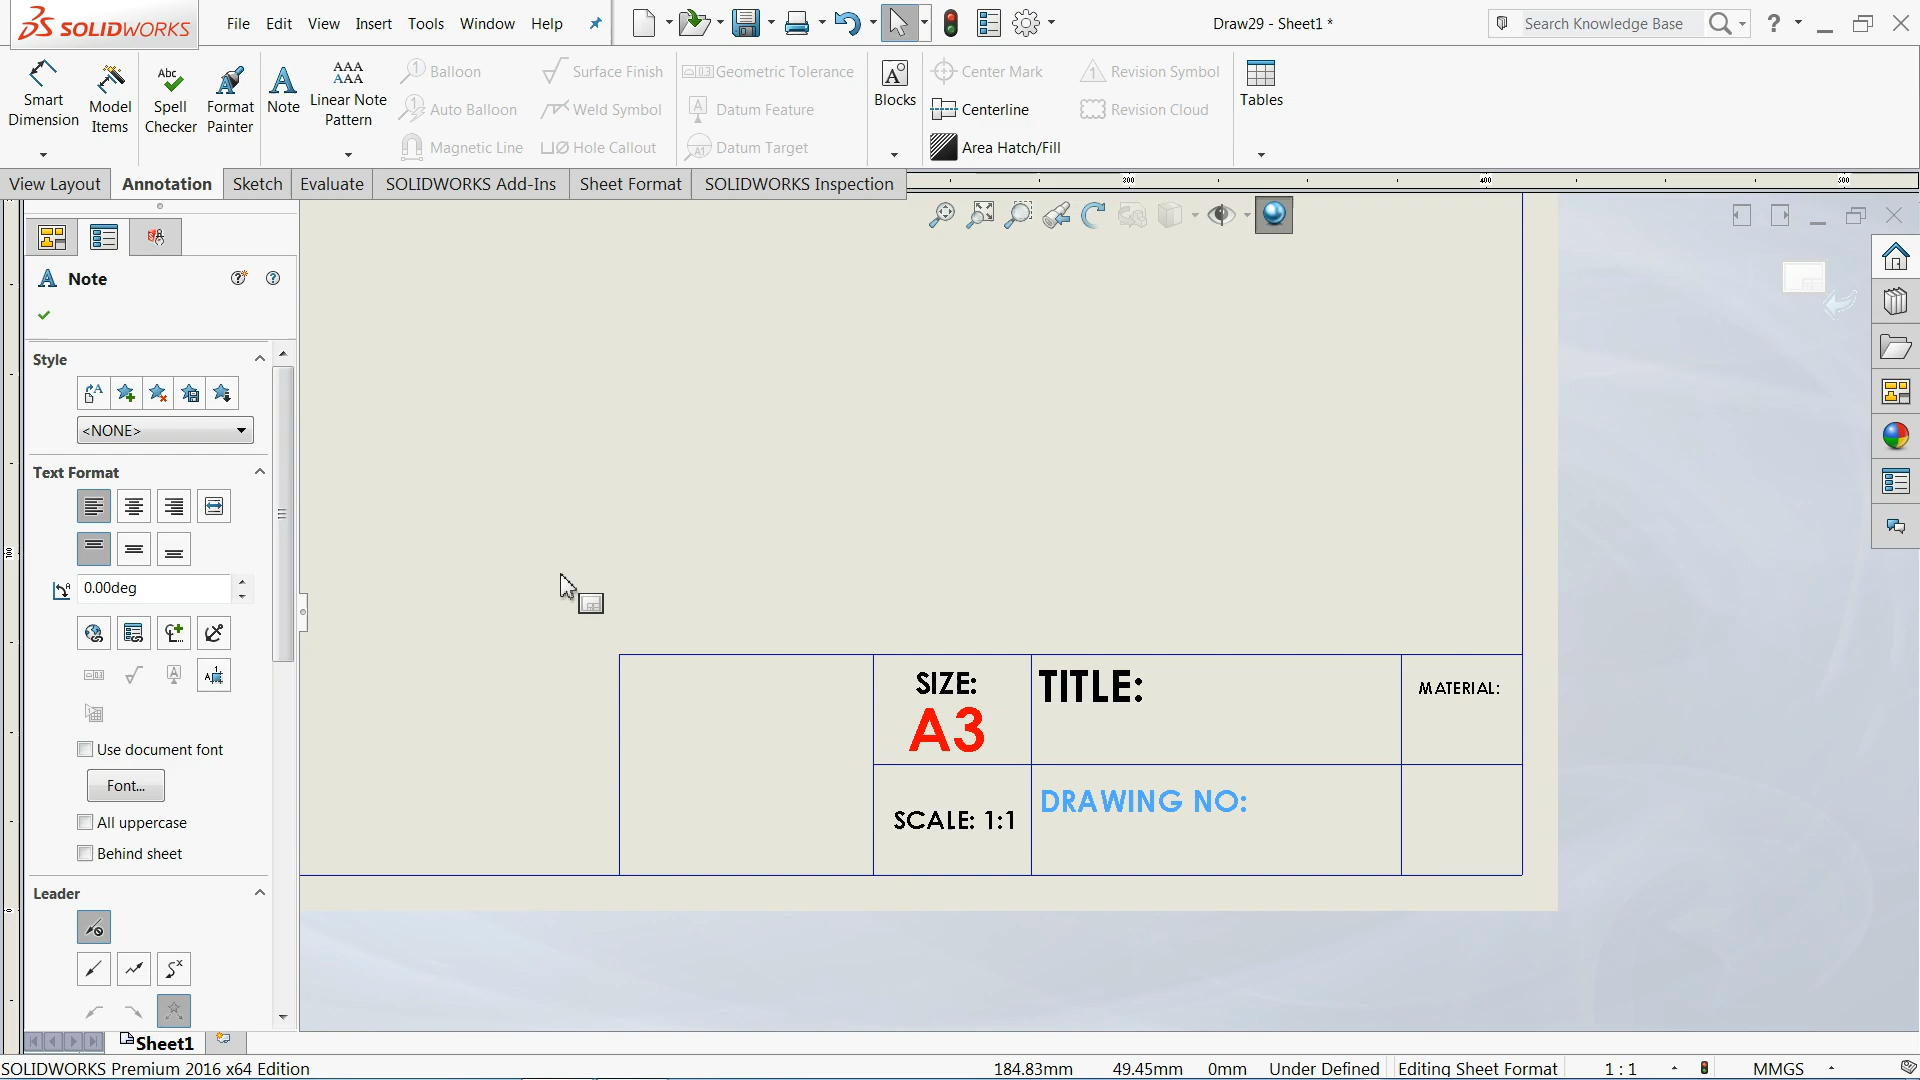 SOLIDWORKS File Edit View Insert Tools Window Help Draw29 - Sheet1 * Search Knowledge Base ?
Smart Dimension
Model Items
Spell Checker
Format Painter
Note
Linear Note Pattern
Balloon
Auto Balloon
Magnetic Line
Surface Finish
Weld Symbol
Hole Callout
Geometric Tolerance
Datum Feature
Datum Target
Blocks
Center Mark
Centerline
Area Hatch/Fill
Revision Symbol
Revision Cloud
Tables
View Layout Annotation Sketch Evaluate SOLIDWORKS Add-Ins Sheet Format SOLIDWORKS Inspection
200 400 500
Note
Style
<NONE>
Text Format
0.00deg
Use document font
Font...
All uppercase
Behind sheet
Leader
100
0
SIZE:
A3
TITLE:
MATERIAL:
SCALE: 1:1
DRAWING NO:
Sheet1
SOLIDWORKS Premium 2016 x64 Edition 184.83mm 49.45mm 0mm Under Defined Editing Sheet Format 1 : 1 MMGS